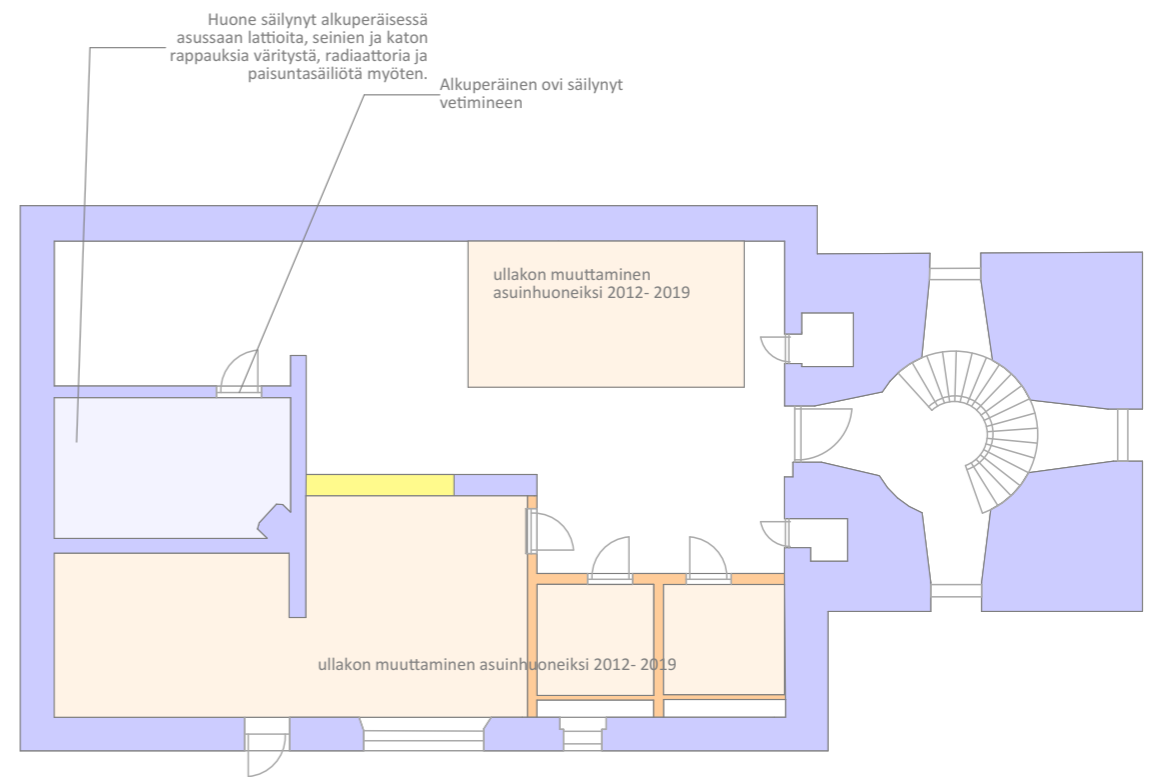 Huone säilynyt alkuperäisessä
asussaan lattioita, seinien ja katon
rappauksia väritystä, radiaattoria ja
paisuntasäiliötä myöten.
Alkuperäinen ovi säilynyt
vetimineen
ullakon muuttaminen
asuinhuoneiksi 2012- 2019
ullakon muuttaminen asuinhuoneiksi 2012- 2019